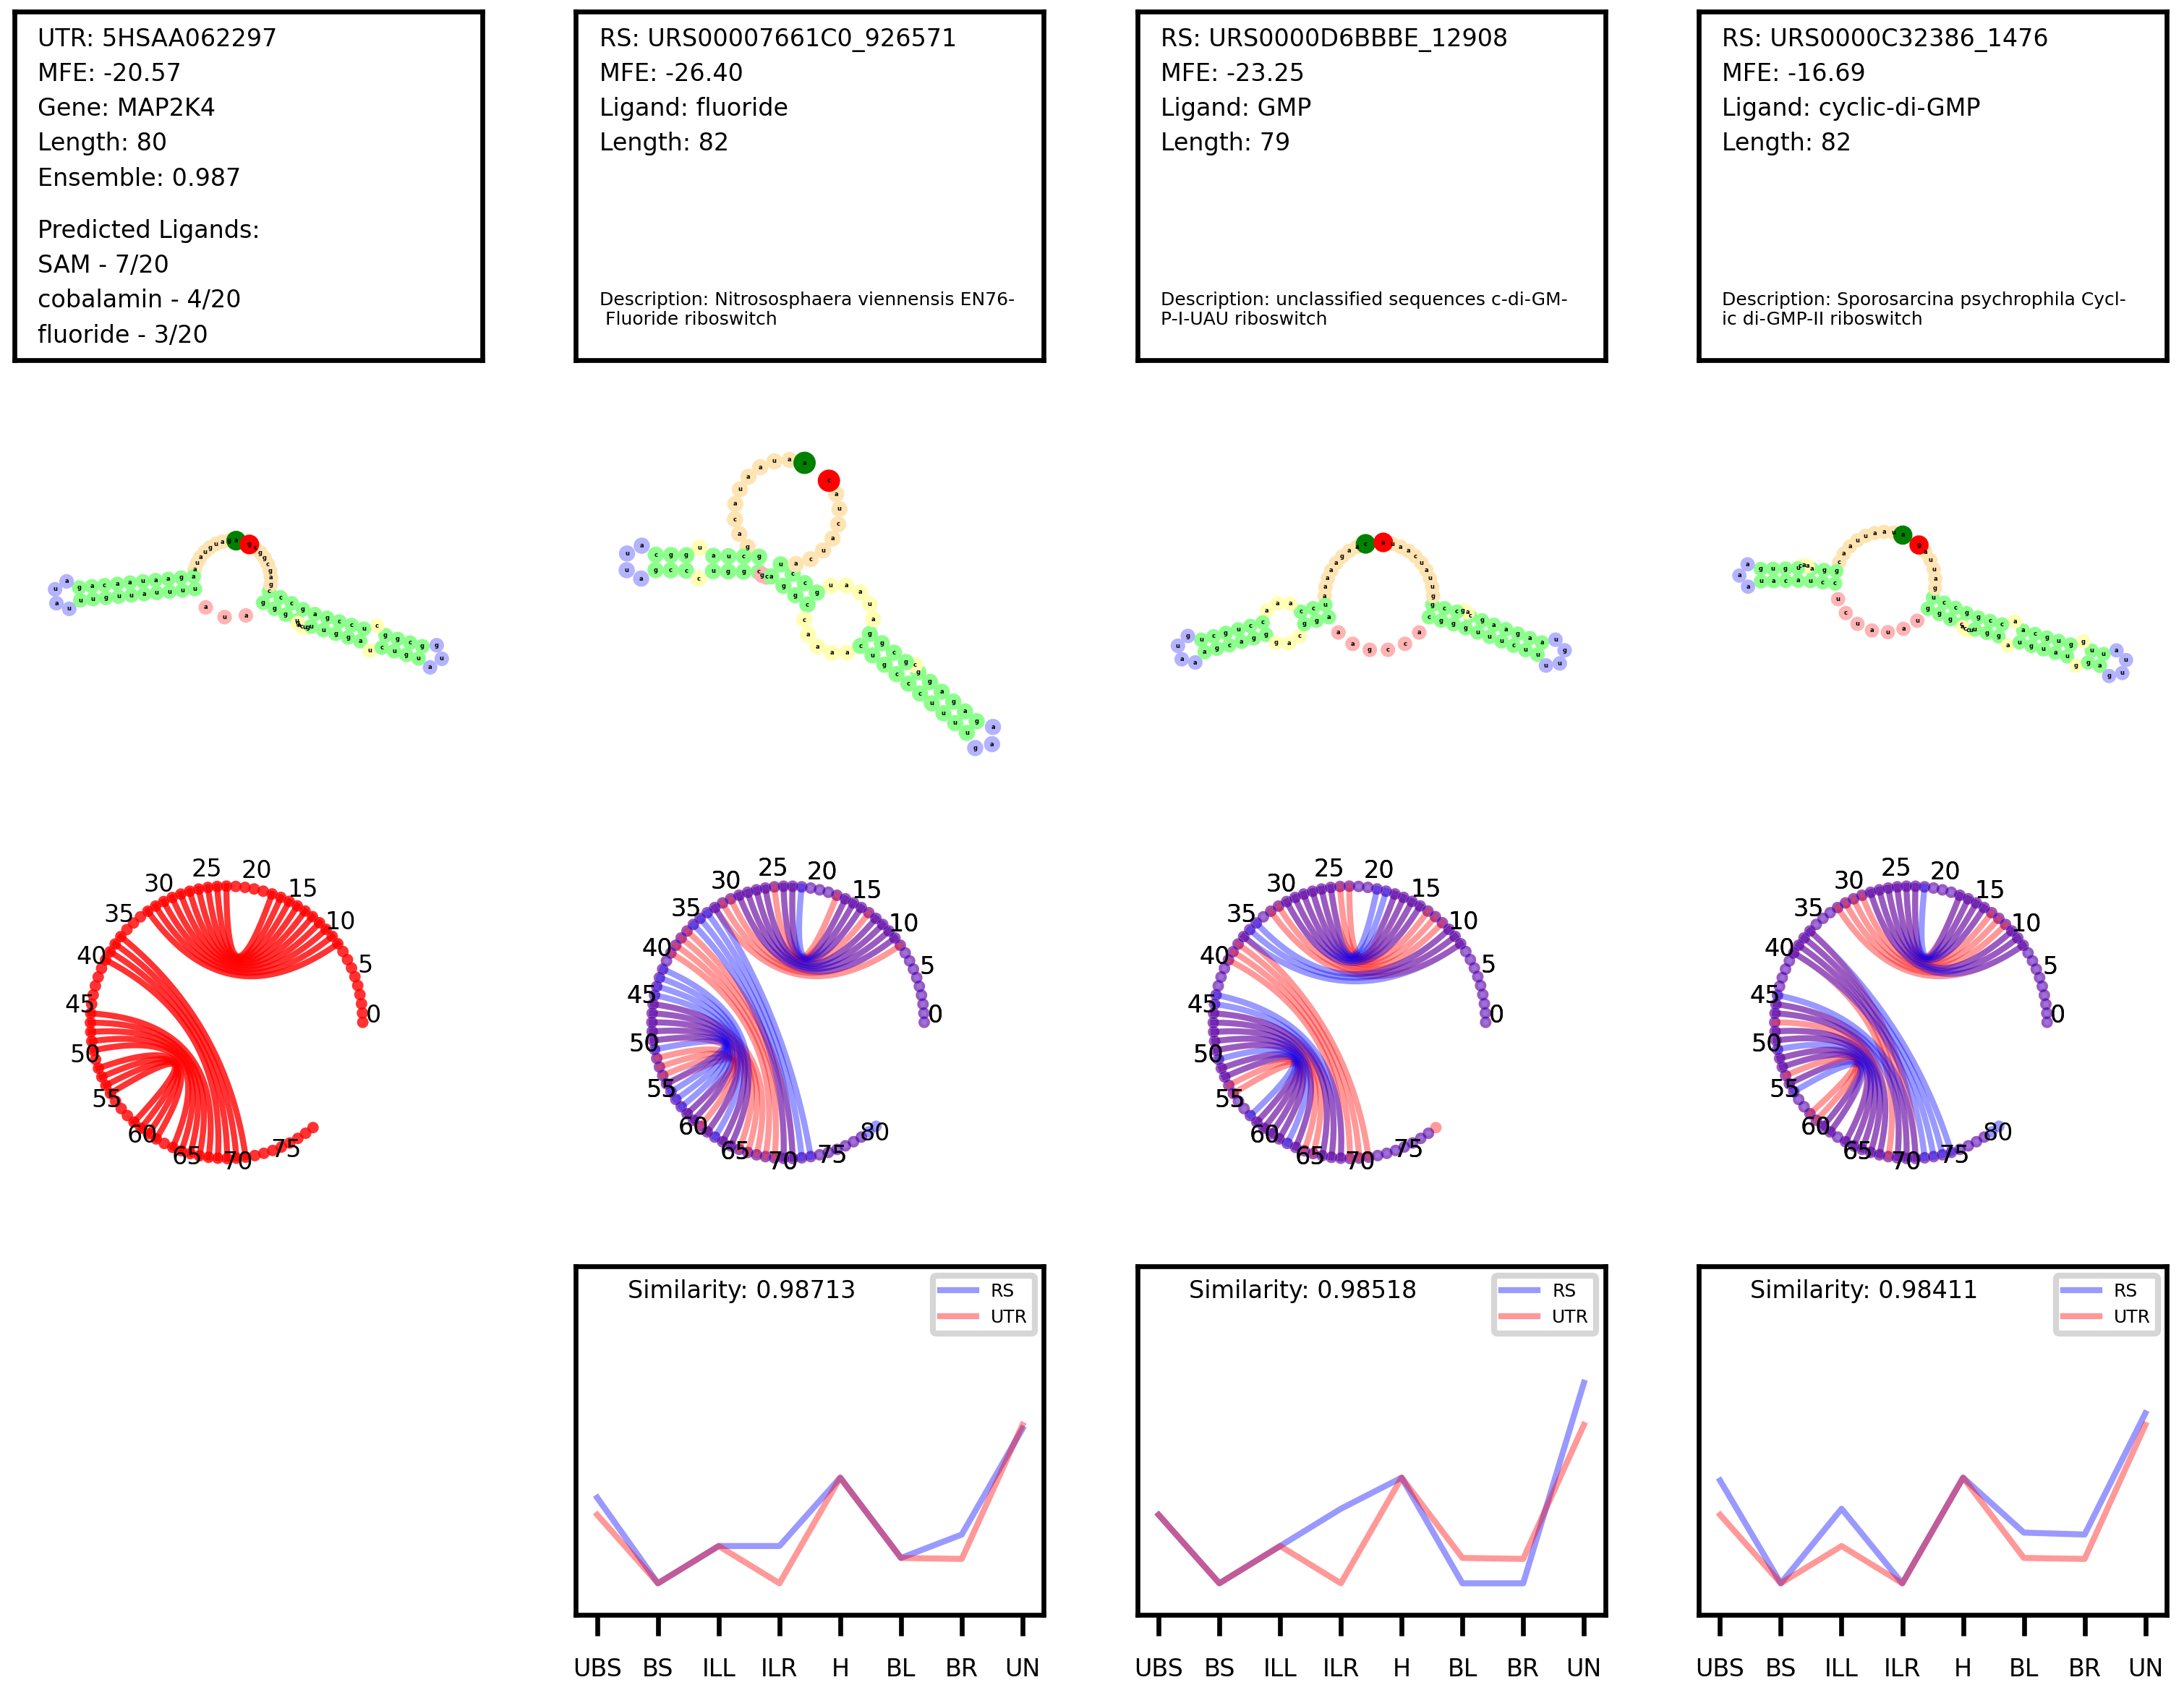 UTR: 5HSAA062297
MFE: -20.57
Gene: MAP2K4
Length: 80
Ensemble: 0.987
Predicted Ligands:
SAM - 7/20
cobalamin - 4/20
fluoride - 3/20
RS: URS00007661C0_926571
MFE: -26.40
Ligand: fluoride
Length: 82
Description: Nitrososphaera viennensis EN76-
Fluoride riboswitch
RS: URS0000D6BBBE_12908
MFE: -23.25
Ligand: GMP
Length: 79
Description: unclassified sequences c-di-GM-
P-I-UAU riboswitch
RS: URS0000C32386_1476
MFE: -16.69
Ligand: cyclic-di-GMP
Length: 82
Description: Sporosarcina psychrophila Cycl-
ic di-GMP-II riboswitch
0
5
10
15
20
25
30
35
40
45
50
55
60
65
70
75
0
5
10
15
20
25
30
35
40
45
50
55
60
65
70
75
80
0
5
10
15
20
25
30
35
40
45
50
55
60
65
70
75
0
5
10
15
20
25
30
35
40
45
50
55
60
65
70
75
80
Similarity: 0.98713
RS
UTR
UBS BS ILL ILR H BL BR UN
Similarity: 0.98518
RS
UTR
UBS BS ILL ILR H BL BR UN
Similarity: 0.98411
RS
UTR
UBS BS ILL ILR H BL BR UN